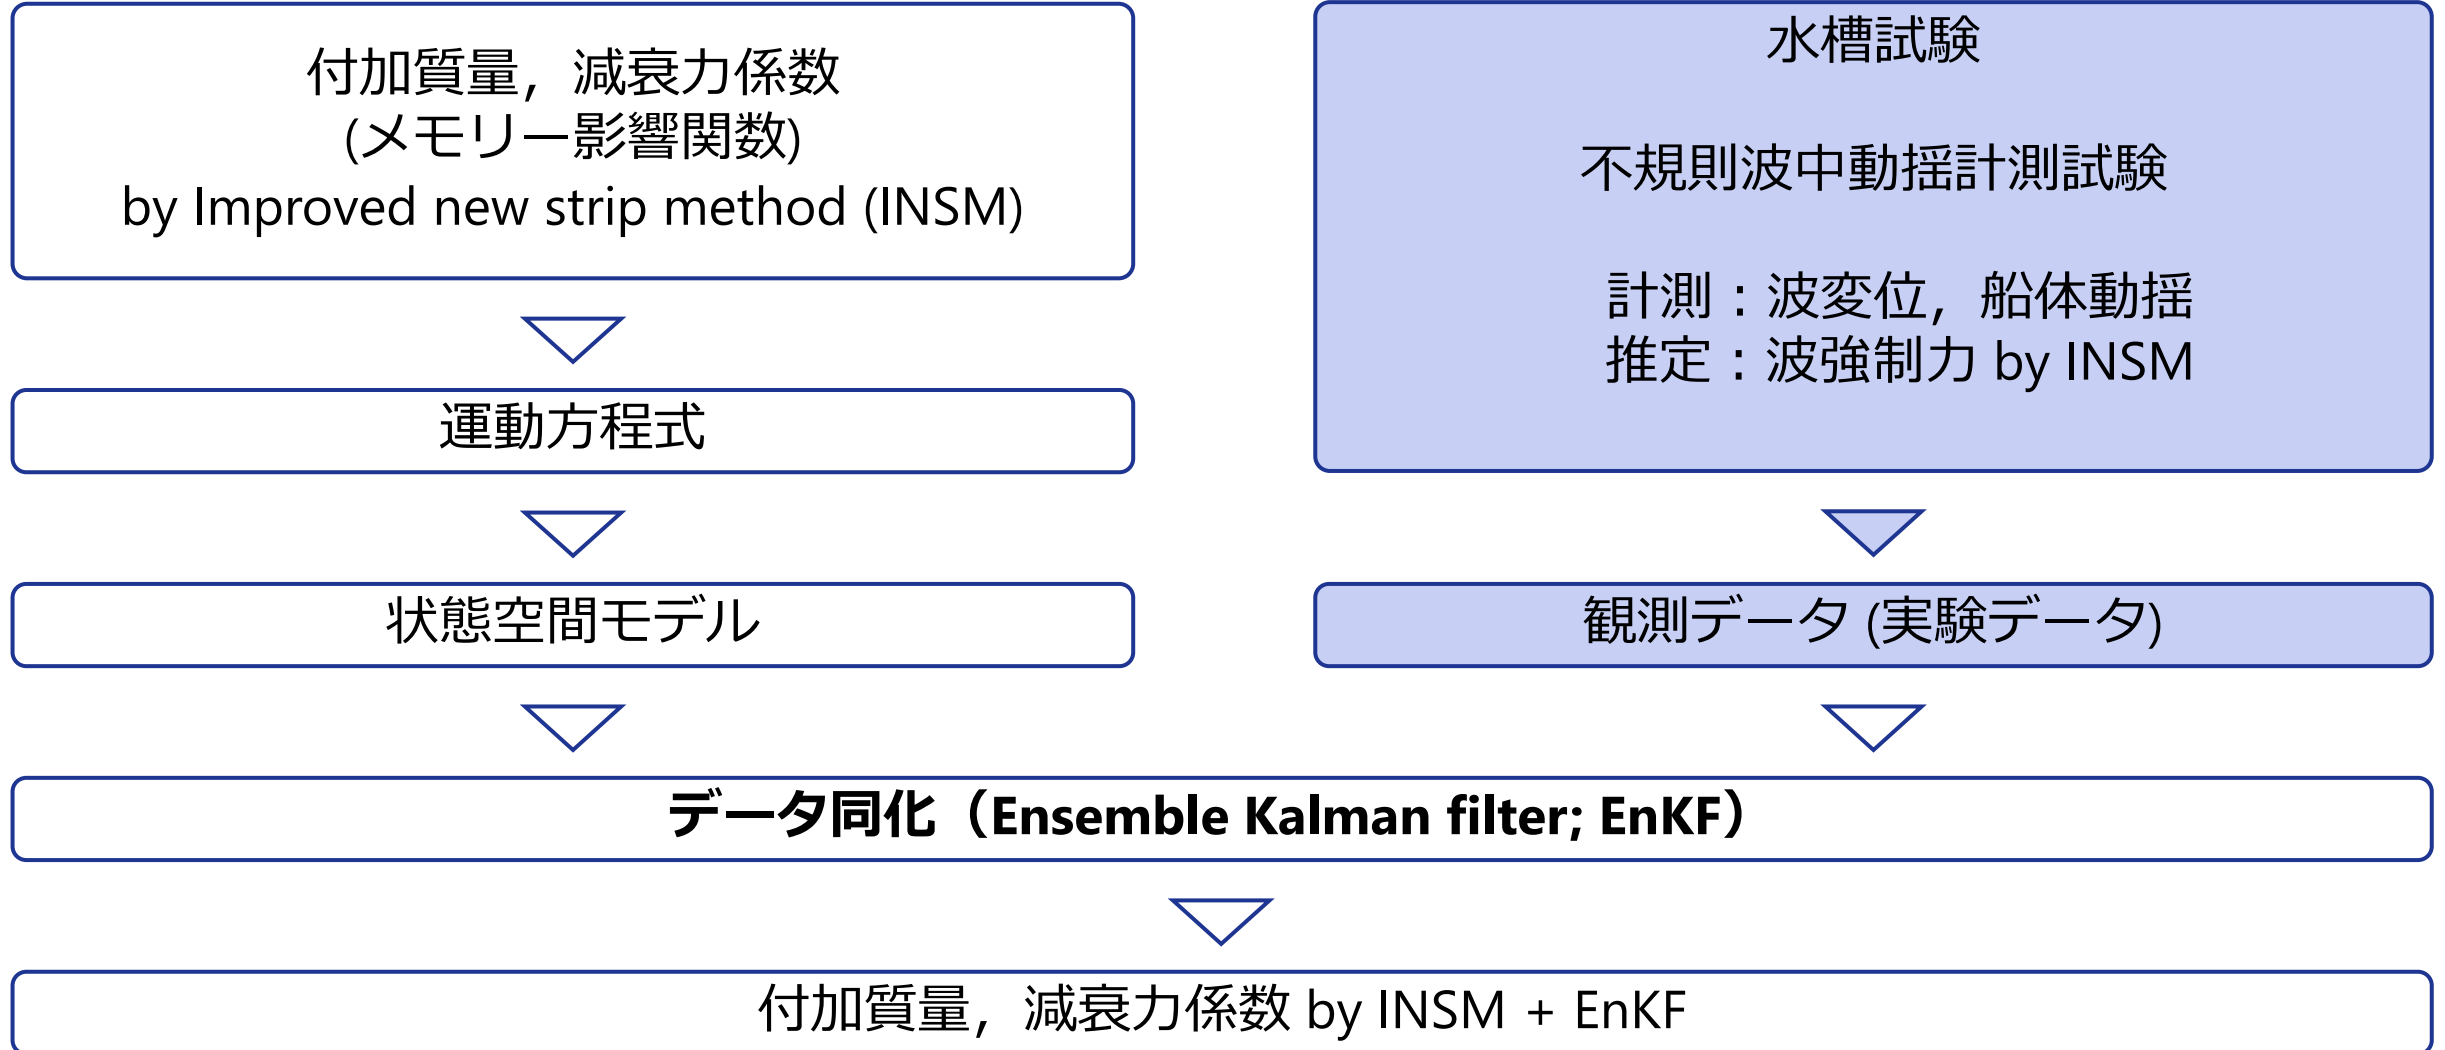 付加質量，減衰力係数
(メモリー影響関数)
by Improved new strip method (INSM)
運動方程式
状態空間モデル
水槽試験
不規則波中動揺計測試験
計測：波変位，船体動揺
推定：波強制力 by INSM
観測データ (実験データ)
データ同化（Ensemble Kalman filter; EnKF）
付加質量，減衰力係数 by INSM + EnKF